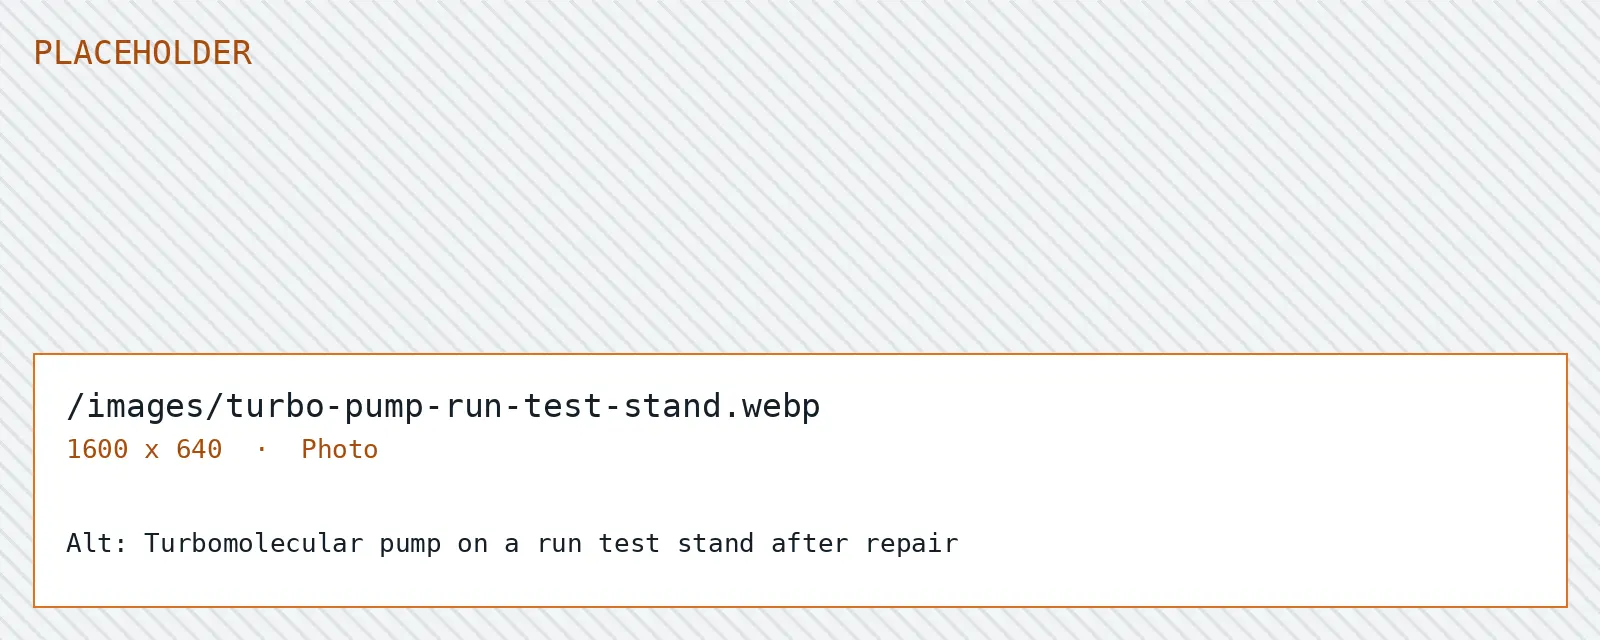 PLACEHOLDER
/images/turbo-pump-run-test-stand.webp
1600 x 640 · Photo
Alt: Turbomolecular pump on a run test stand after repair